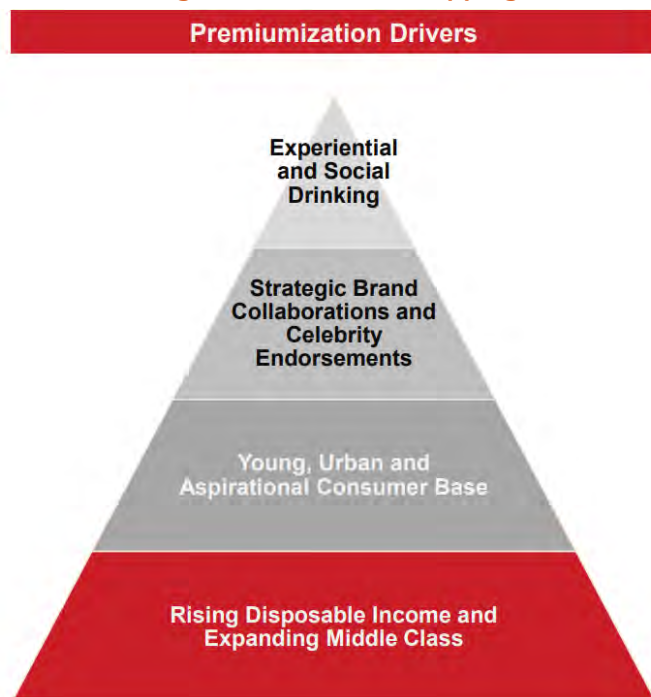 Premiumization Drivers
Experiential
and Social
Drinking
Strategic Brand
Collaborations and
Celebrity
Endorsements
Young, Urban and
Aspirational Consumer Base
Rising Disposable Income and
Expanding Middle Class